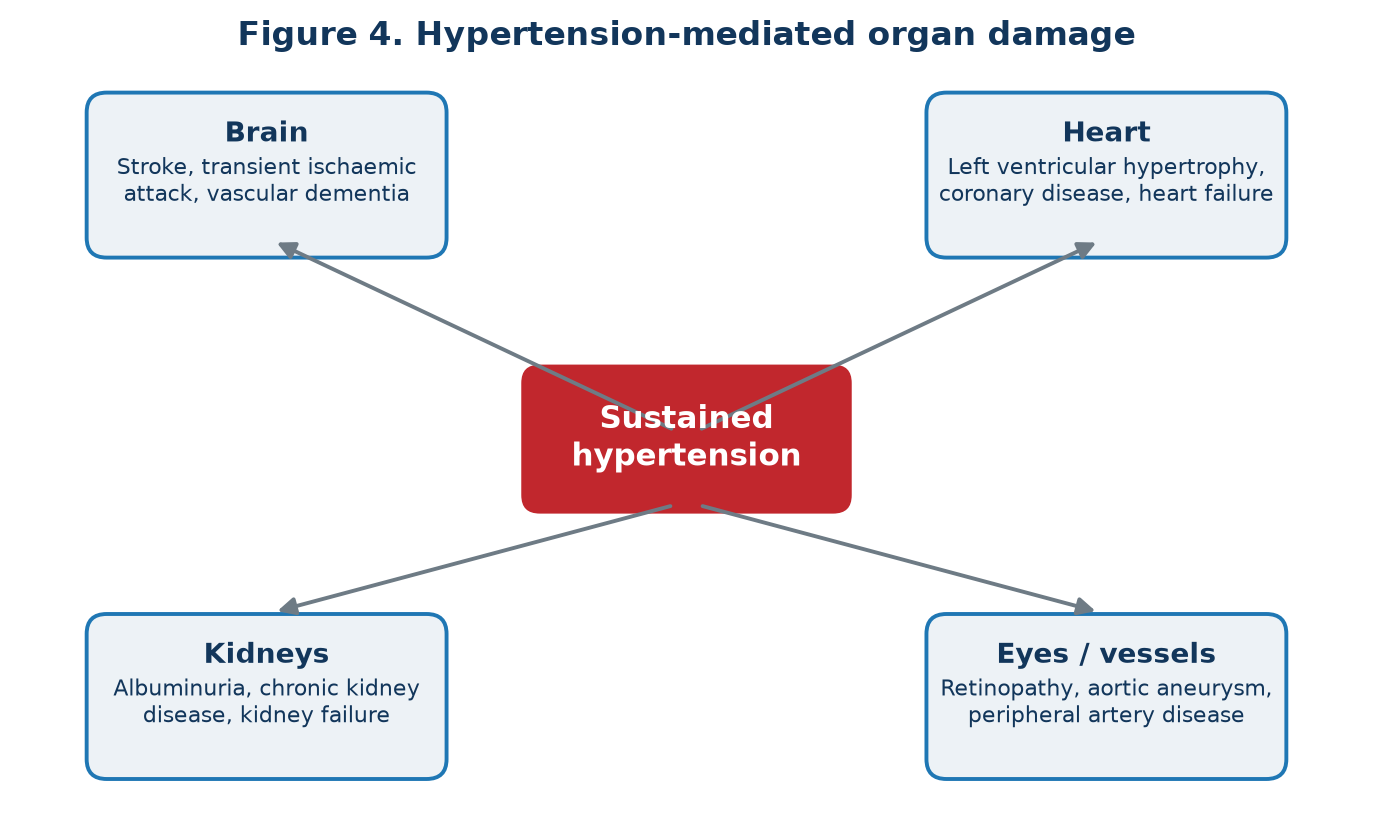 Figure 4. Hypertension-mediated organ damage
Brain
Stroke, transient ischaemic
attack, vascular dementia
Heart
Left ventricular hypertrophy,
coronary disease, heart failure
Sustained
hypertension
Kidneys
Albuminuria, chronic kidney
disease, kidney failure
Eyes / vessels
Retinopathy, aortic aneurysm,
peripheral artery disease